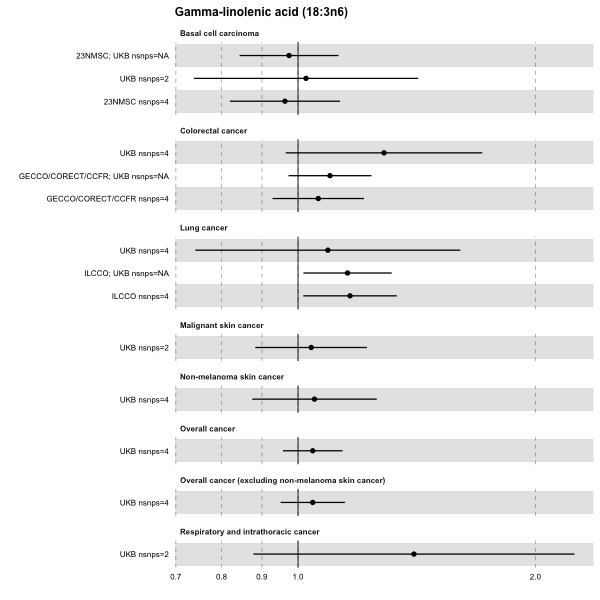 Gamma-linolenic acid (18:3n6)
Basal cell carcinoma
23NMSC; UKB nsnps=NA
UKB nsnps=2
23NMSC nsnps=4
Colorectal cancer
UKB nsnps=4
GECCO/CORECT/CCFR; UKB nsnps=NA
GECCO/CORECT/CCFR nsnps=4
Lung cancer
UKB nsnps=4
ILCCO; UKB nsnps=NA
ILCCO nsnps=4
Malignant skin cancer
UKB nsnps=2
Non-melanoma skin cancer
UKB nsnps=4
Overall cancer
UKB nsnps=4
Overall cancer (excluding non-melanoma skin cancer)
UKB nsnps=4
Respiratory and intrathoracic cancer
UKB nsnps=2
0.7 0.8 0.9 1.0 2.0